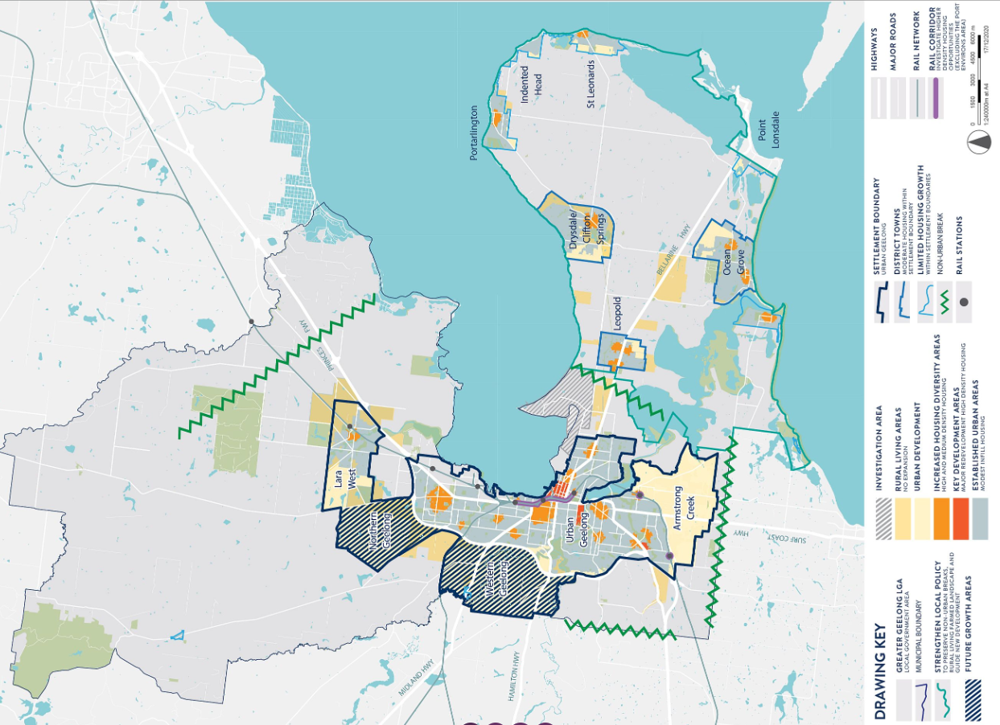 Portarlington
Indented
Head
St Leonards
Point
Lonsdale
Drysdale/
Clifton
Springs
BELLARINE HWY
Ocean
Grove
Leopold
PRINCES FWY
Lara
West
Northern
Geelong
Western
Geelong
Urban
Geelong
Armstrong
Creek
SURF COAST HWY
MIDLAND HWY
HAMILTON HWY
DRAWING KEY
GREATER GEELONG LGA
LOCAL GOVERNMENT AREA
MUNICIPAL BOUNDARY
STRENGTHEN LOCAL POLICY
TO PRESERVE NON-URBAN BREAKS,
RURAL LIVING FARMED LANDSCAPE AND
GUIDE NEW DEVELOPMENT
FUTURE GROWTH AREAS
INVESTIGATION AREA
RURAL LIVING AREAS
NO EXPANSION
URBAN DEVELOPMENT
INCREASED HOUSING DIVERSITY AREAS
HIGH AND MEDIUM DENSITY HOUSING
KEY DEVELOPMENT AREAS
MAJOR REDEVELOPMENT HIGH DENSITY HOUSING
ESTABLISHED URBAN AREAS
MODEST INFILL HOUSING
SETTLEMENT BOUNDARY
URBAN GEELONG
DISTRICT TOWNS
MODERATE HOUSING WITHIN
SETTLEMENT BOUNDARY
LIMITED HOUSING GROWTH
WITHIN SETTLEMENT BOUNDARIES
NON-URBAN BREAK
RAIL STATIONS
HIGHWAYS
MAJOR ROADS
RAIL NETWORK
RAIL CORRIDOR
INVESTIGATE HIGHER
DENSITY HOUSING
OPPORTUNITIES
(EXCLUDING THE PORT
ENVIRONS AREA)
0 1500 3000 4500 6000 m
1:240000m at A4 17/12/2020